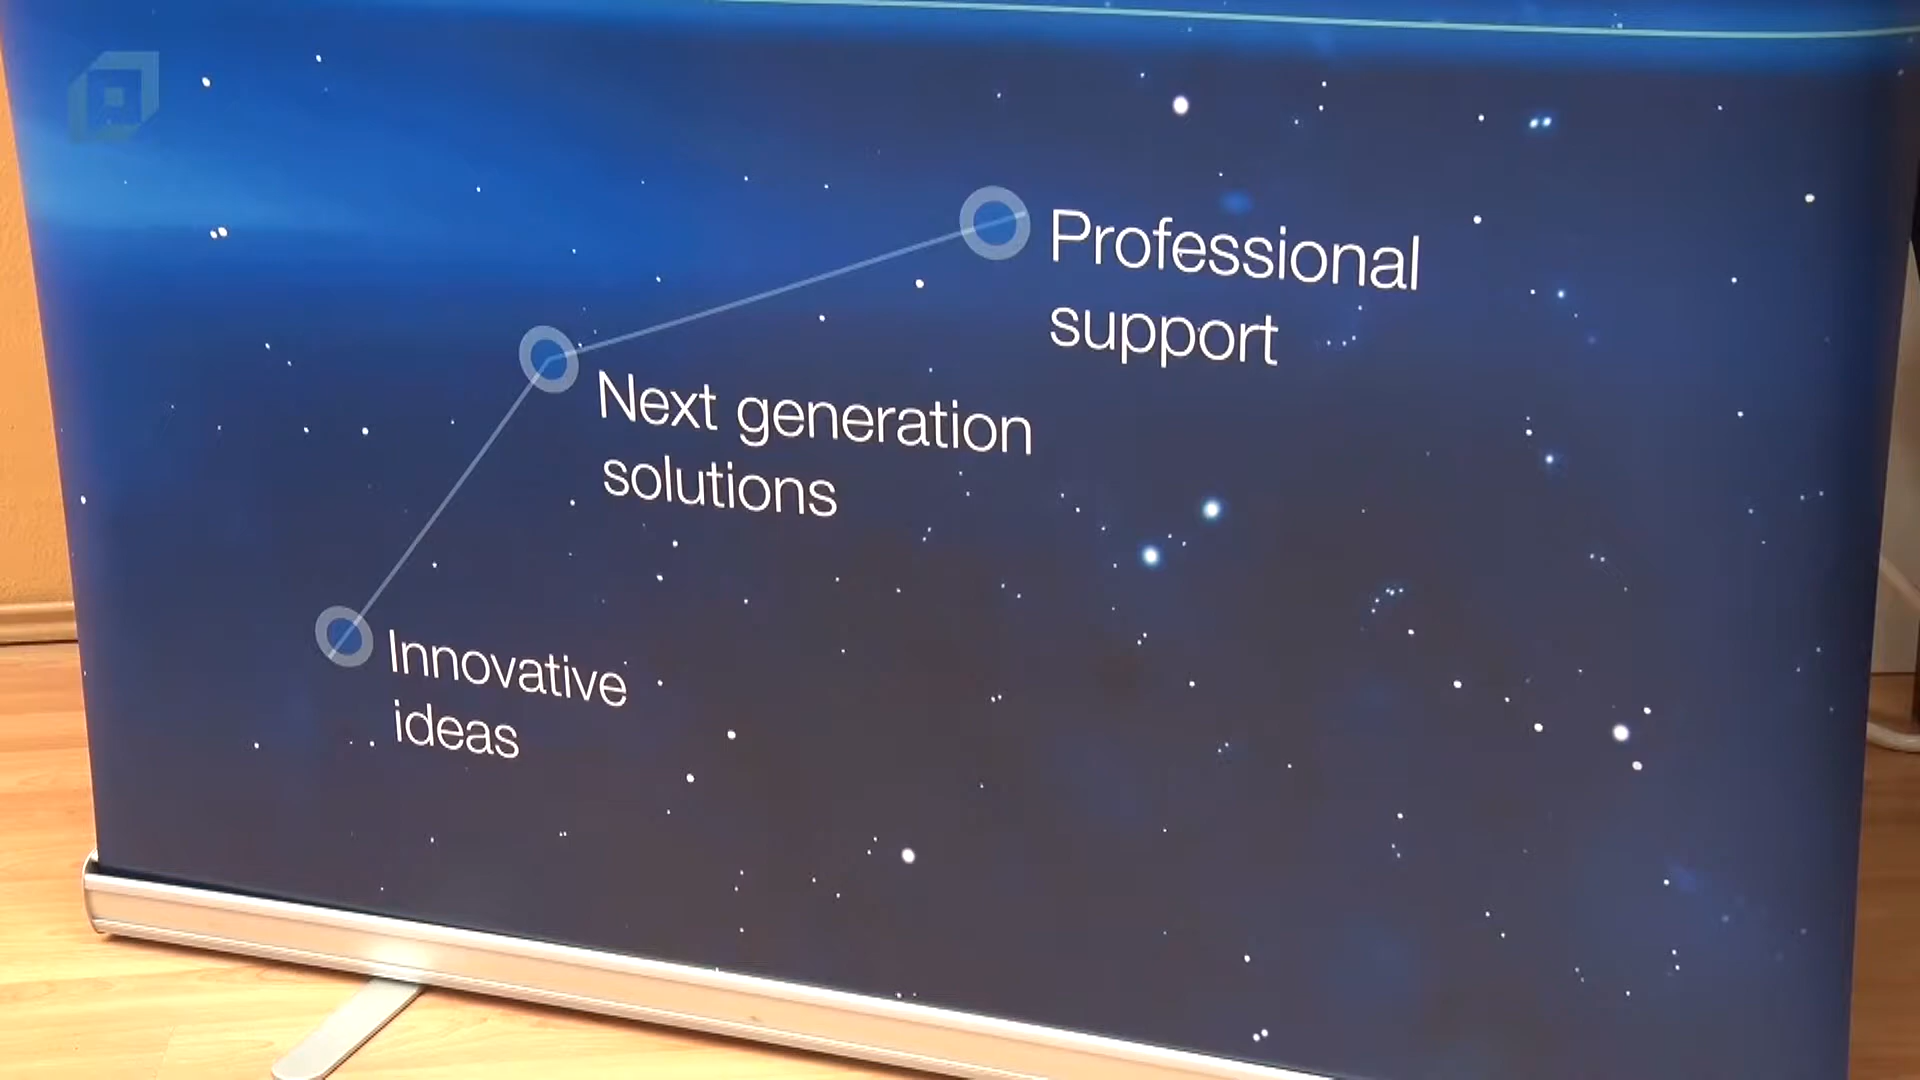 Professional
support
Next generation
solutions
Innovative
ideas